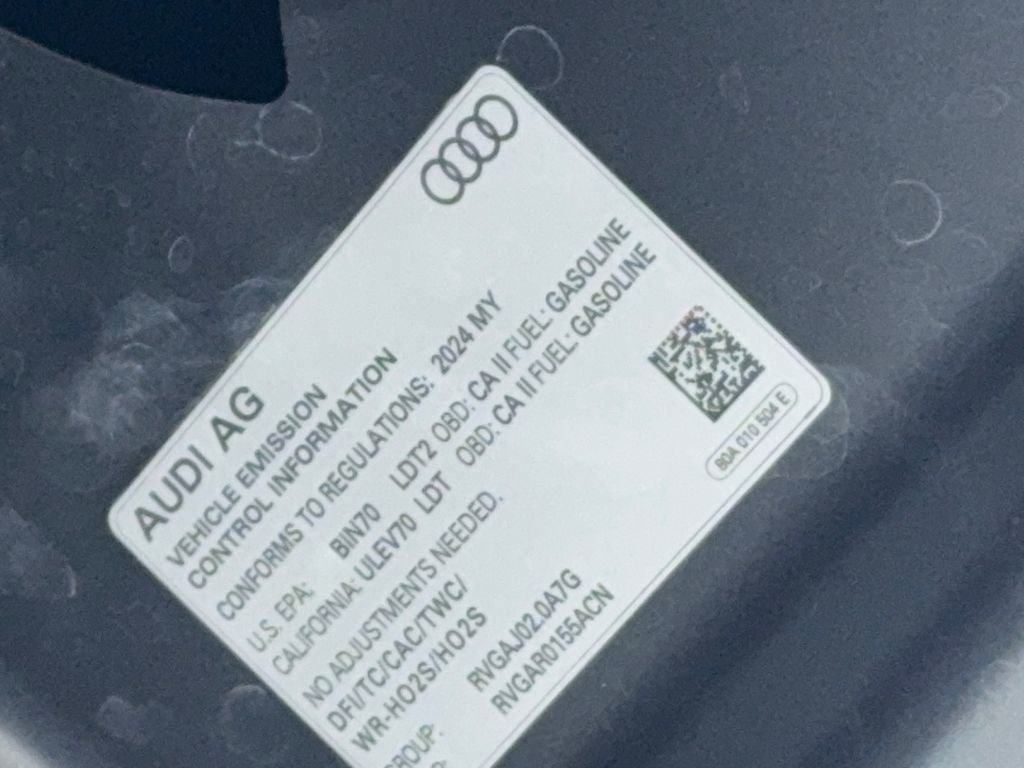 AUDI AG
VEHICLE EMISSION
CONTROL INFORMATION
CONFORMS TO REGULATIONS: 2024 MY
U.S. EPA: BIN70 LDT2 OBD: CA II FUEL: GASOLINE
CALIFORNIA: ULEV70 LDT OBD: CA II FUEL: GASOLINE
NO ADJUSTMENTS NEEDED.
DFI/TC/CAC/TWC/
WR-HO2S/HO2S
GROUP: RVGAJ02.0A7G
RVGAR0155ACN
80A 010 504 E